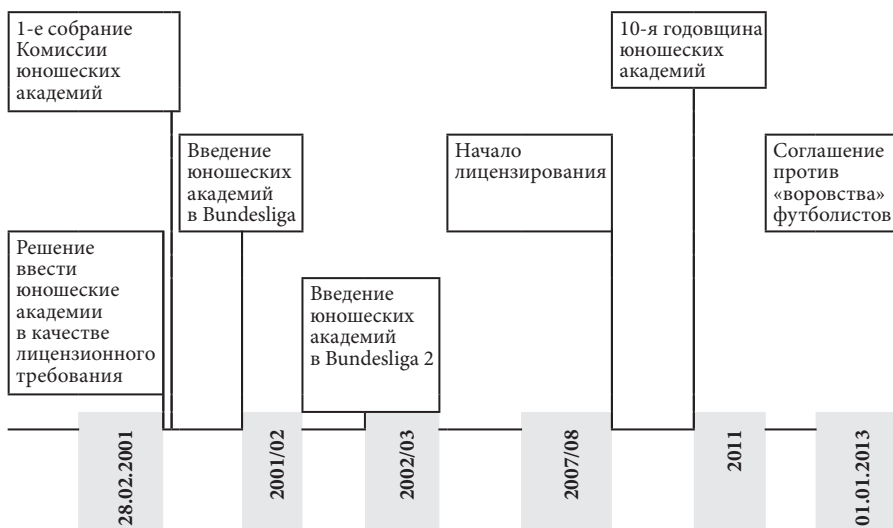 1-е собрание
Комиссии
юношеских
академий
10-я годовщина
юношеских
академий
Введение
юношеских
академий
в Bundesliga
Начало
лицензирования
Соглашение
против
«воровства»
футболистов
Решение
ввести
юношеские
академии
в качестве
лицензионного
требования
Введение
юношеских
академий
в Bundesliga 2
28.02.2001
2001/02
2002/03
2007/08
2011
01.01.2013